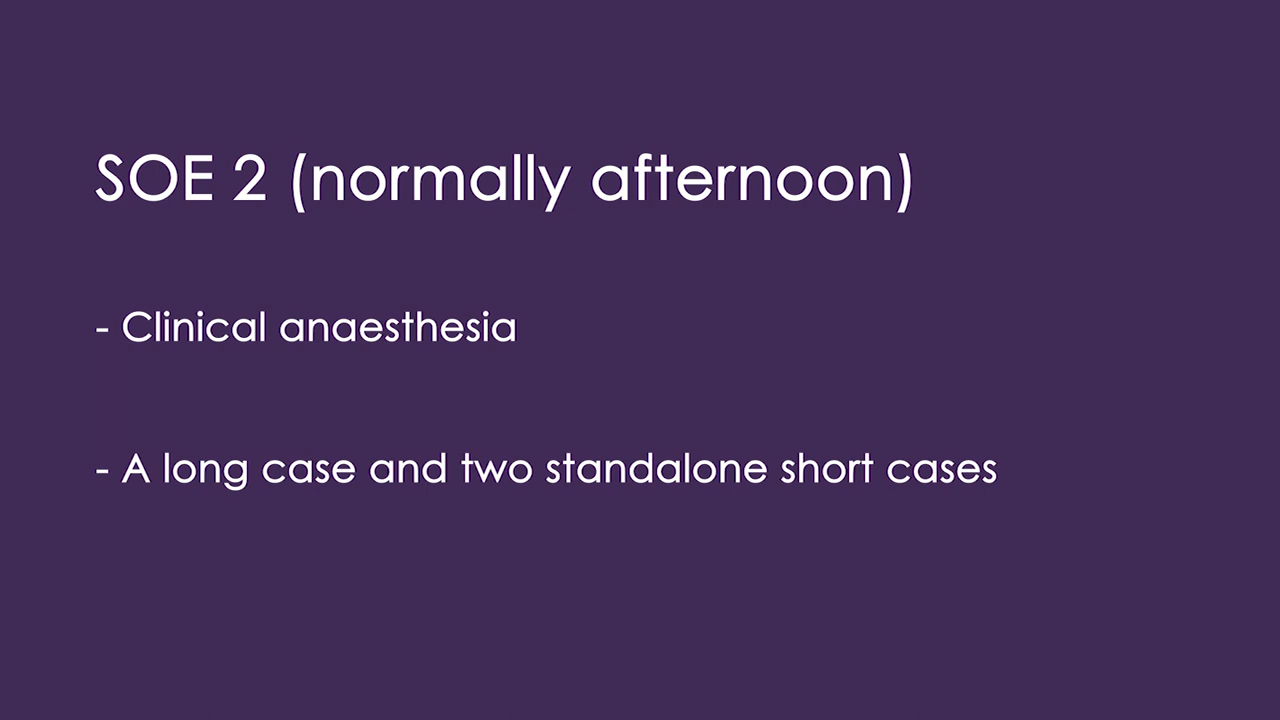 SOE 2 (normally afternoon)
- Clinical anaesthesia
- A long case and two standalone short cases